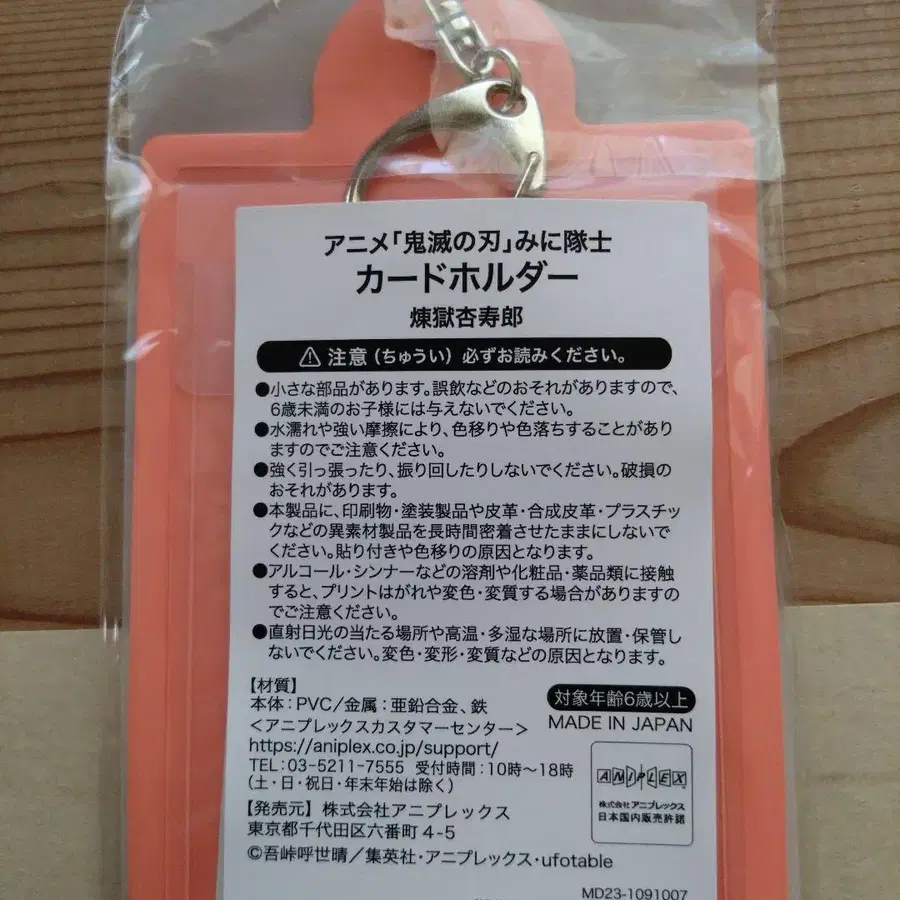 アニメ「鬼滅の刃」みに隊士
カードホルダー
煉獄杏寿郎
⚠注意（ちゅうい）必ずお読みください。
●小さな部品があります。誤飲などのおそれがありますので、
6歳未満のお子様には与えないでください。
●水濡れや強い摩擦により、色移りや色落ちすることがあり
ますのでご注意ください。
●強く引っ張ったり、振り回したりしないでください。破損の
おそれがあります。
●本製品に、印刷物・塗装製品や皮革・合成皮革・プラスチッ
クなどの異素材製品を長時間密着させたままにしないで
ください。貼り付きや色移りの原因となります。
●アルコール・シンナーなどの溶剤や化粧品・薬品類に接触
すると、プリントはがれや変色・変質する場合がありますの
でご注意ください。
●直射日光の当たる場所や高温・多湿な場所に放置・保管し
ないでください。変色・変形・変質などの原因となります。
【材質】
本体：PVC/金属：亜鉛合金、鉄
対象年齢6歳以上
<アニプレックスカスタマーセンター>
MADE IN JAPAN
https://aniplex.co.jp/support/
TEL：03-5211-7555 受付時間：10時〜18時
（土・日・祝日・年末年始は除く）
ANIPLEX
株式会社アニプレックス
日本国内販売許諾
【発売元】株式会社アニプレックス
東京都千代田区六番町4-5
©吾峠呼世晴／集英社・アニプレックス・ufotable
MD23-1091007